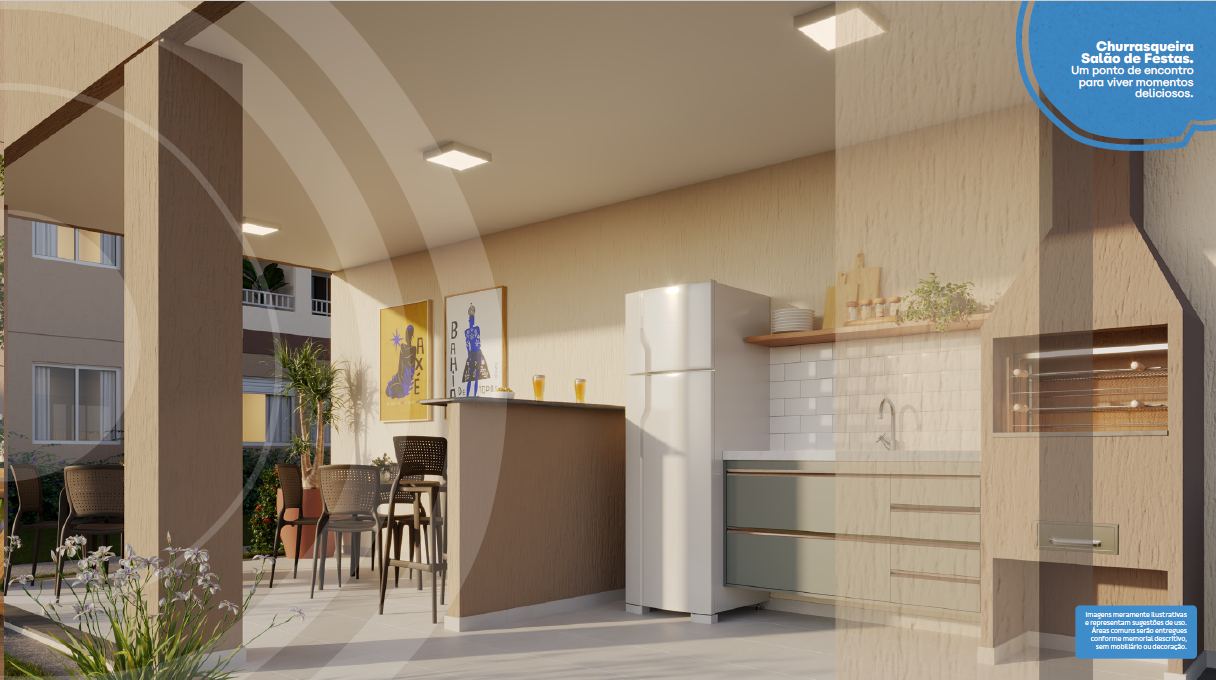 Churrasqueira
Salão de Festas.
Um ponto de encontro
para viver momentos
deliciosos.
AXÉ
BAHIA
Imagens meramente ilustrativas
e representam sugestões de uso.
Áreas comuns serão entregues
conforme memorial descritivo,
sem mobiliário ou decoração.